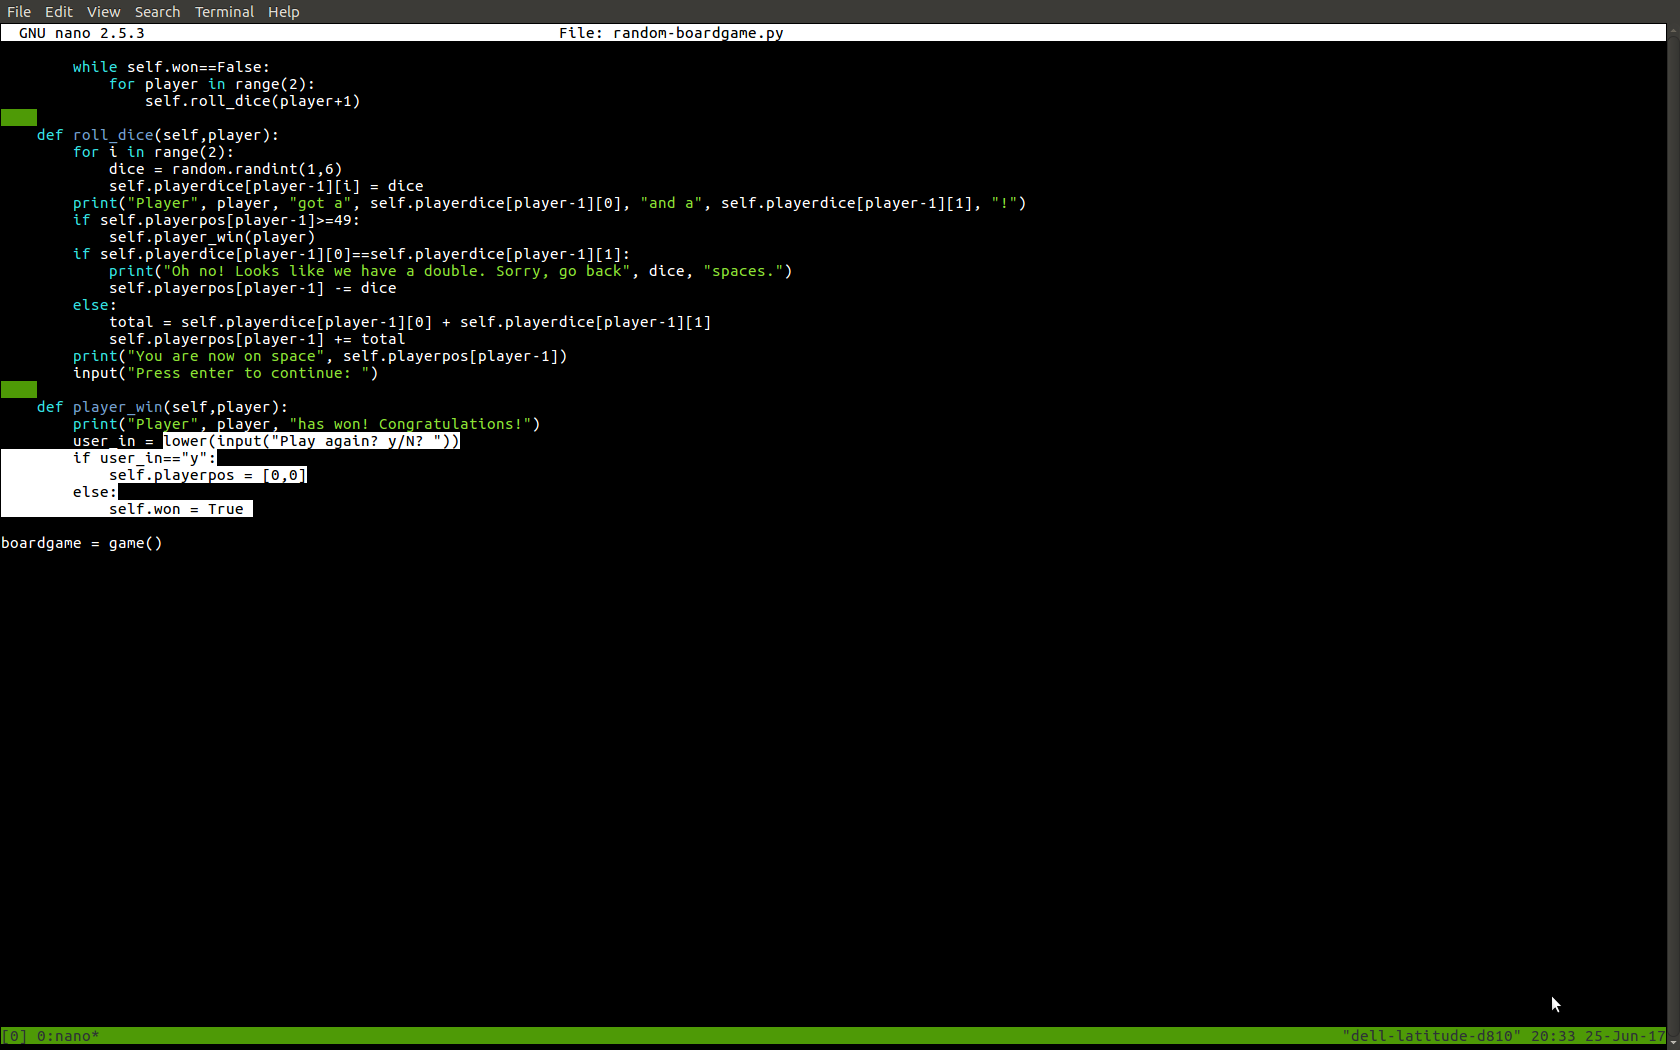 File Edit View Search Terminal Help
GNU nano 2.5.3 File: random-boardgame.py
        while self.won==False:
            for player in range(2):
                self.roll_dice(player+1)
    def roll_dice(self,player):
        for i in range(2):
            dice = random.randint(1,6)
            self.playerdice[player-1][i] = dice
        print("Player", player, "got a", self.playerdice[player-1][0], "and a", self.playerdice[player-1][1], "!")
        if self.playerpos[player-1]>=49:
            self.player_win(player)
        if self.playerdice[player-1][0]==self.playerdice[player-1][1]:
            print("Oh no! Looks like we have a double. Sorry, go back", dice, "spaces.")
            self.playerpos[player-1] -= dice
        else:
            total = self.playerdice[player-1][0] + self.playerdice[player-1][1]
            self.playerpos[player-1] += total
        print("You are now on space", self.playerpos[player-1])
        input("Press enter to continue: ")
    def player_win(self,player):
        print("Player", player, "has won! Congratulations!")
        user_in = lower(input("Play again? y/N? "))
        if user_in=="y":
            self.playerpos = [0,0]
        else:
            self.won = True
boardgame = game()
[0] 0:nano* "dell-latitude-d810" 20:33 25-Jun-17